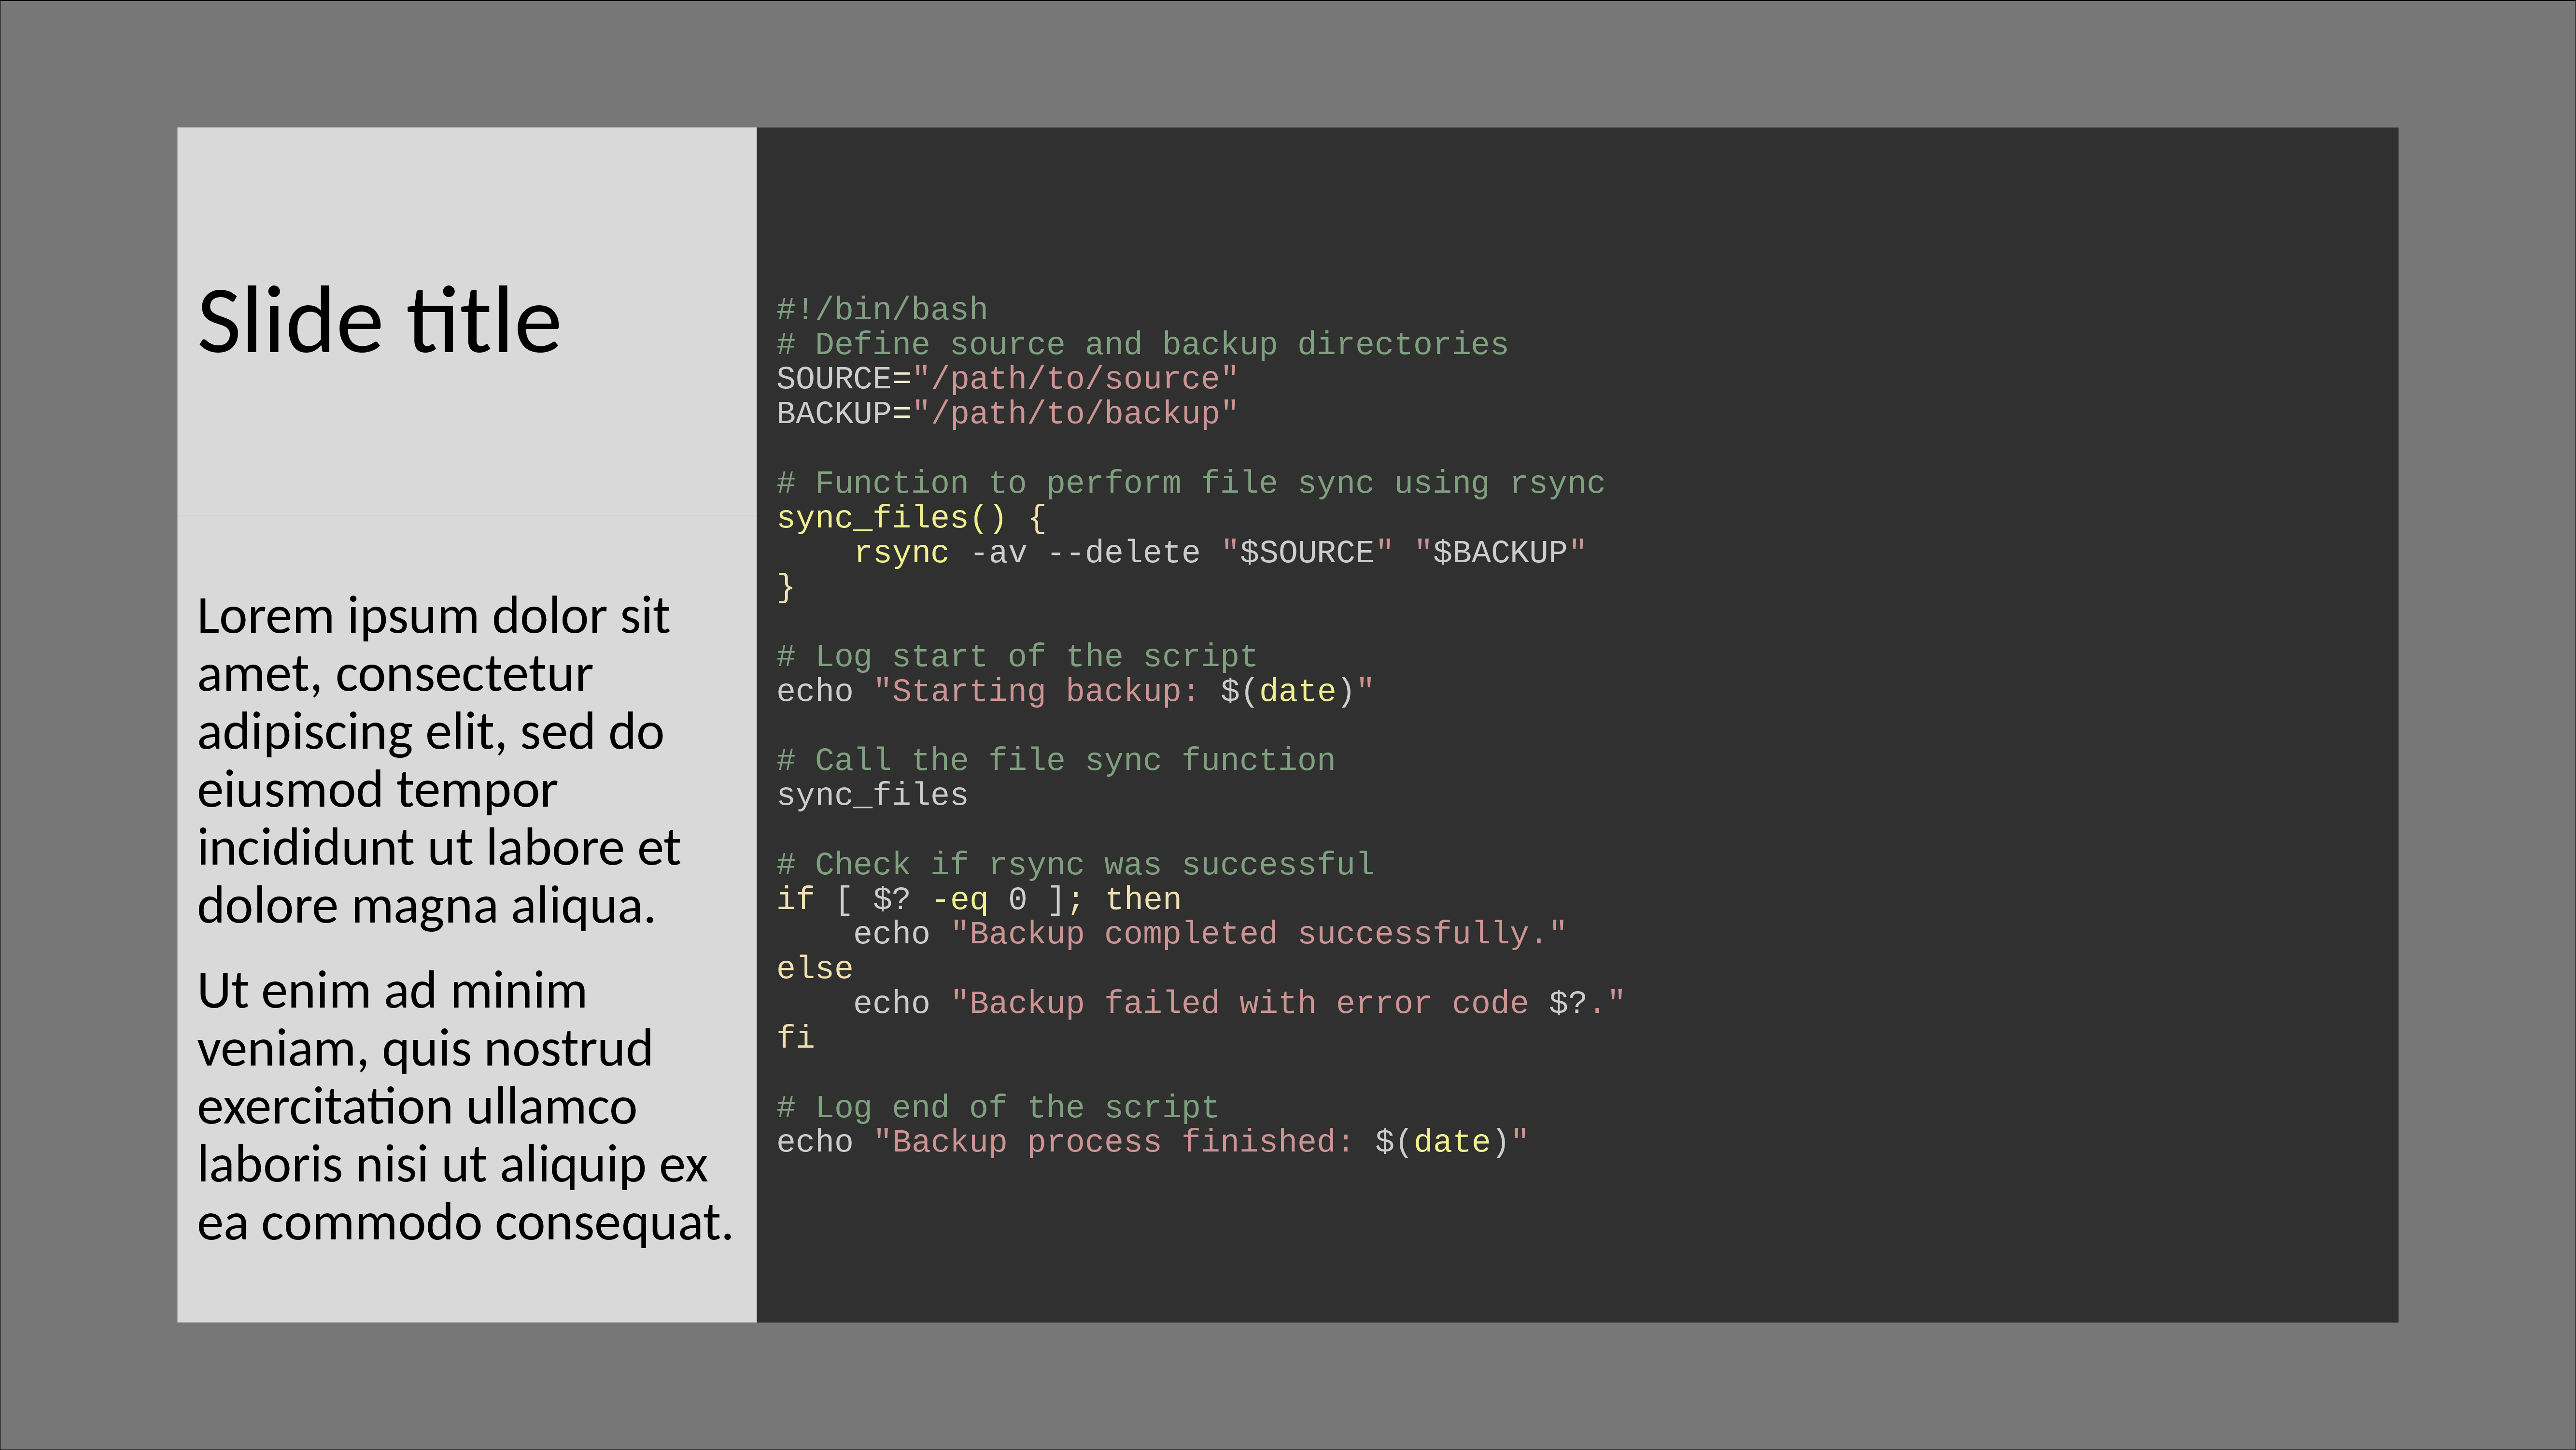 Slide title
Lorem ipsum dolor sit
amet, consectetur
adipiscing elit, sed do
eiusmod tempor
incididunt ut labore et
dolore magna aliqua.
Ut enim ad minim
veniam, quis nostrud
exercitation ullamco
laboris nisi ut aliquip ex
ea commodo consequat.
#!/bin/bash
# Define source and backup directories
SOURCE="/path/to/source"
BACKUP="/path/to/backup"

# Function to perform file sync using rsync
sync_files() {
    rsync -av --delete "$SOURCE" "$BACKUP"
}

# Log start of the script
echo "Starting backup: $(date)"

# Call the file sync function
sync_files

# Check if rsync was successful
if [ $? -eq 0 ]; then
    echo "Backup completed successfully."
else
    echo "Backup failed with error code $?."
fi

# Log end of the script
echo "Backup process finished: $(date)"